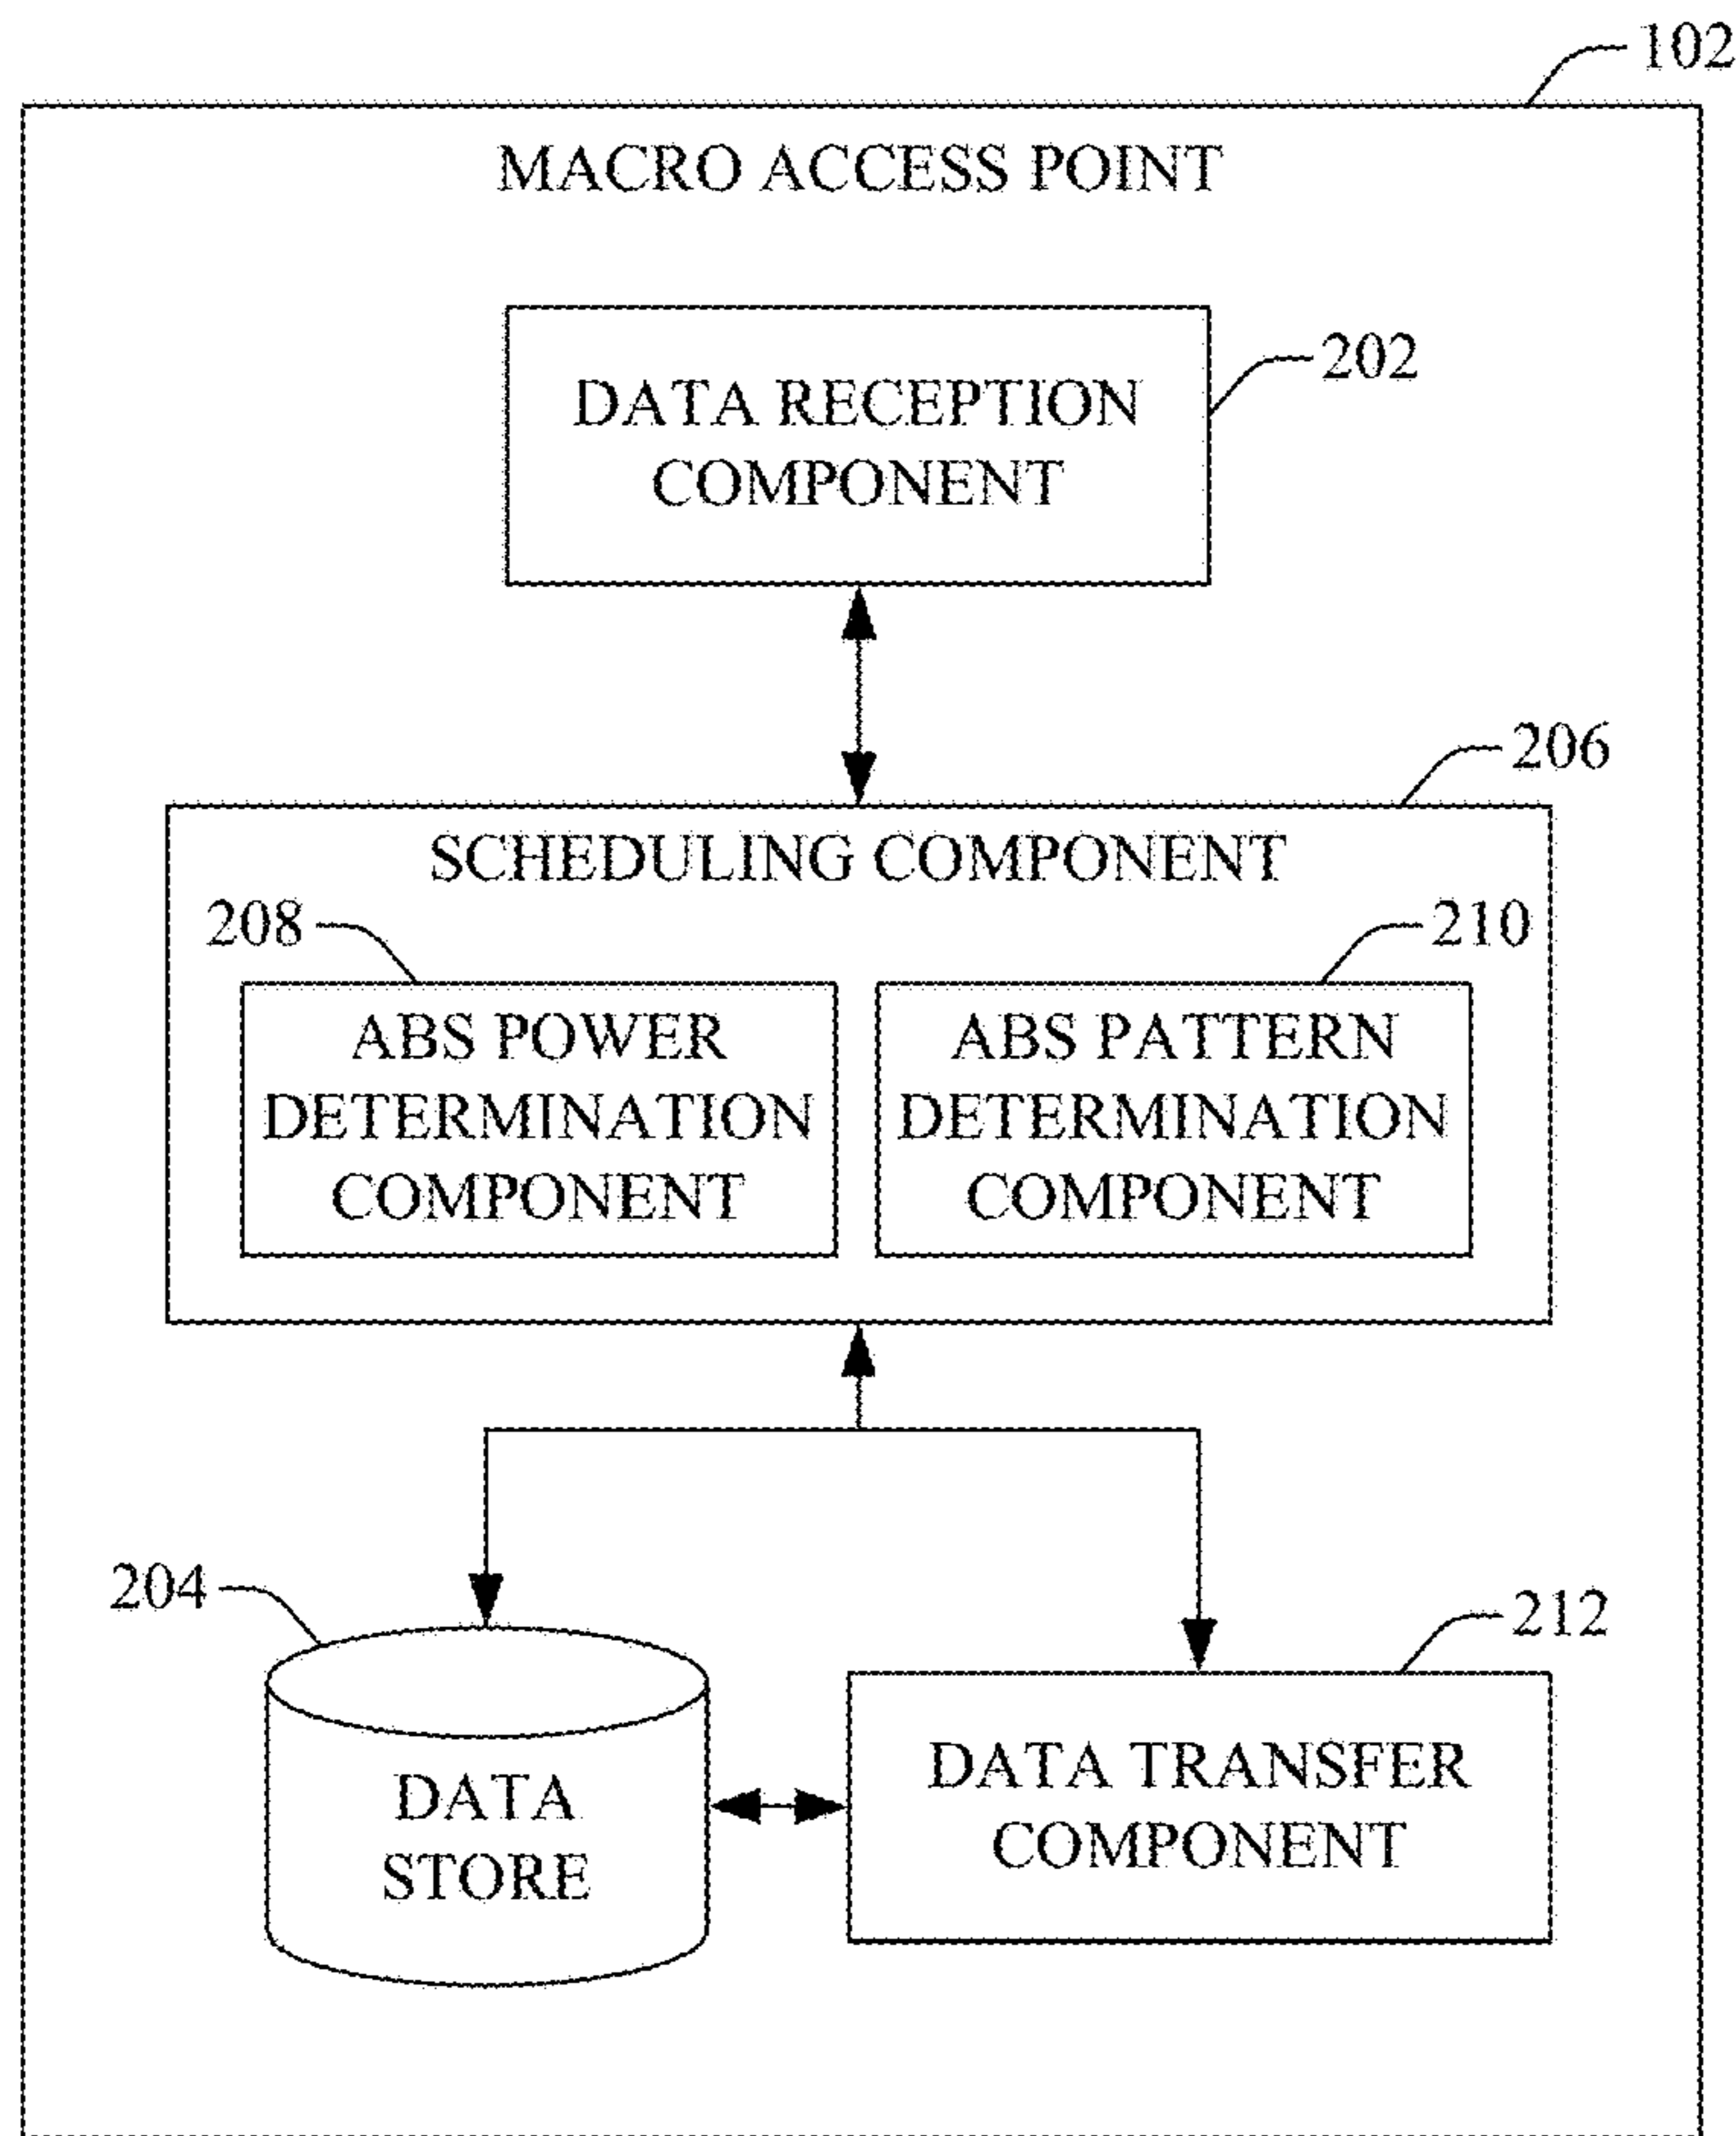 102
MACRO ACCESS POINT
DATA RECEPTION
COMPONENT
202
206
SCHEDULING COMPONENT
208
210
ABS POWER
DETERMINATION
COMPONENT
ABS PATTERN
DETERMINATION
COMPONENT
204
212
DATA
STORE
DATA TRANSFER
COMPONENT